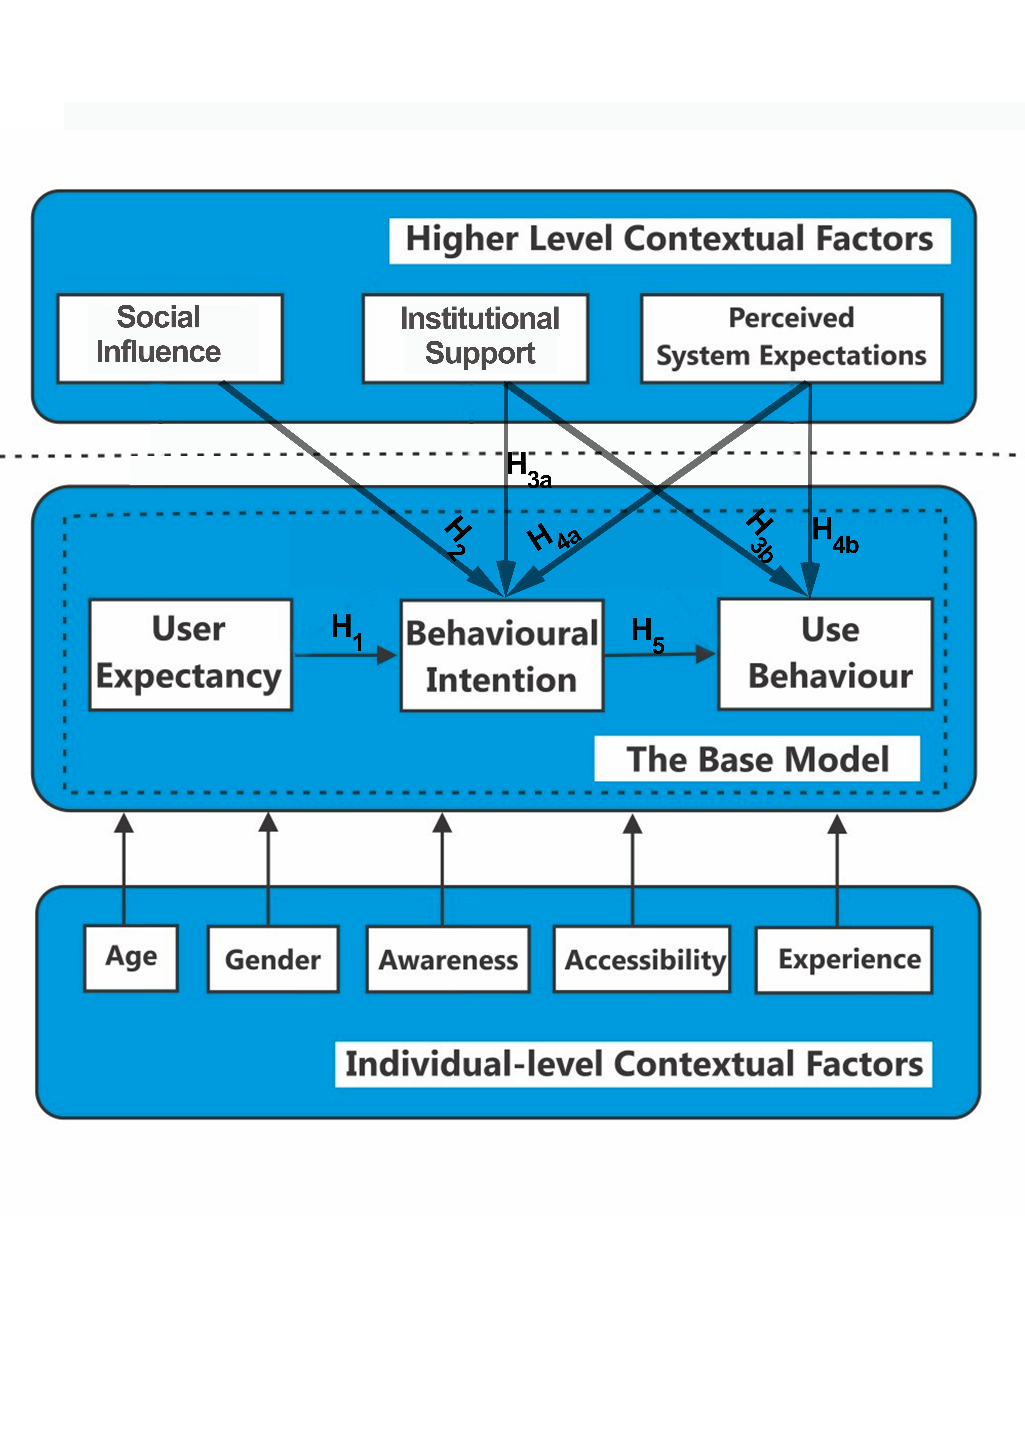 Higher Level Contextual Factors
Social
Influence
Institutional
Support
Perceived
System Expectations
H3a
H2
H4a
H3b
H4b
User
Expectancy
H1
Behavioural
Intention
H5
Use
Behaviour
The Base Model
Age
Gender
Awareness
Accessibility
Experience
Individual-level Contextual Factors